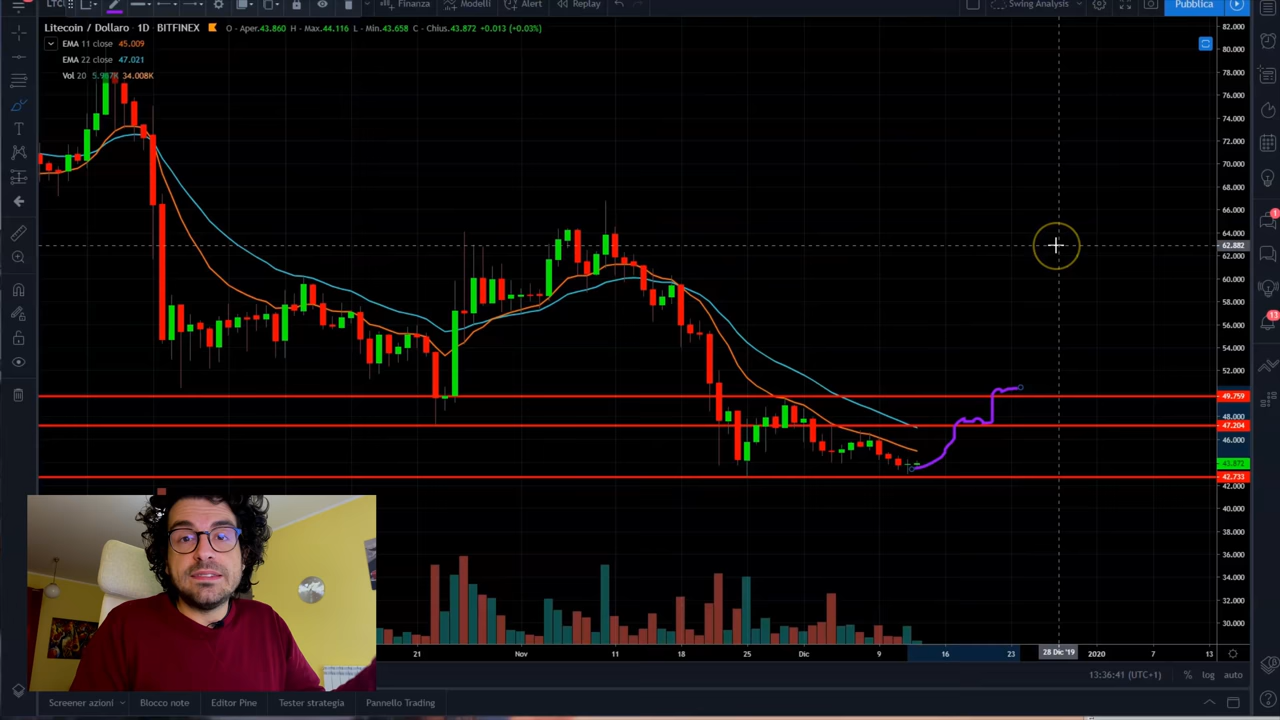 LTC
Finanza
Modelli
Alert
Replay
Swing Analysis
Pubblica
Litecoin / Dollaro · 1D · BITFINEX O - Aper.43.860 H - Max.44.116 L - Min.43.658 C - Chius.43.872 +0.013 (+0.03%)
EMA 11 close 45.009
EMA 22 close 47.021
Vol 20 34.008K
82.000
80.000
78.000
76.000
74.000
72.000
70.000
68.000
66.000
64.000
62.882
62.000
60.000
58.000
56.000
54.000
52.000
49.759
48.000
47.204
46.000
43.872
42.733
42.000
40.000
38.000
36.000
34.000
32.000
30.000
1
13
21
Nov
11
18
25
Dic
9
16
23
28 Dic '19
2020
7
13
13:36:41 (UTC+1)
%
log
auto
Screener azioni
Blocco note
Editor Pine
Tester strategia
Pannello Trading